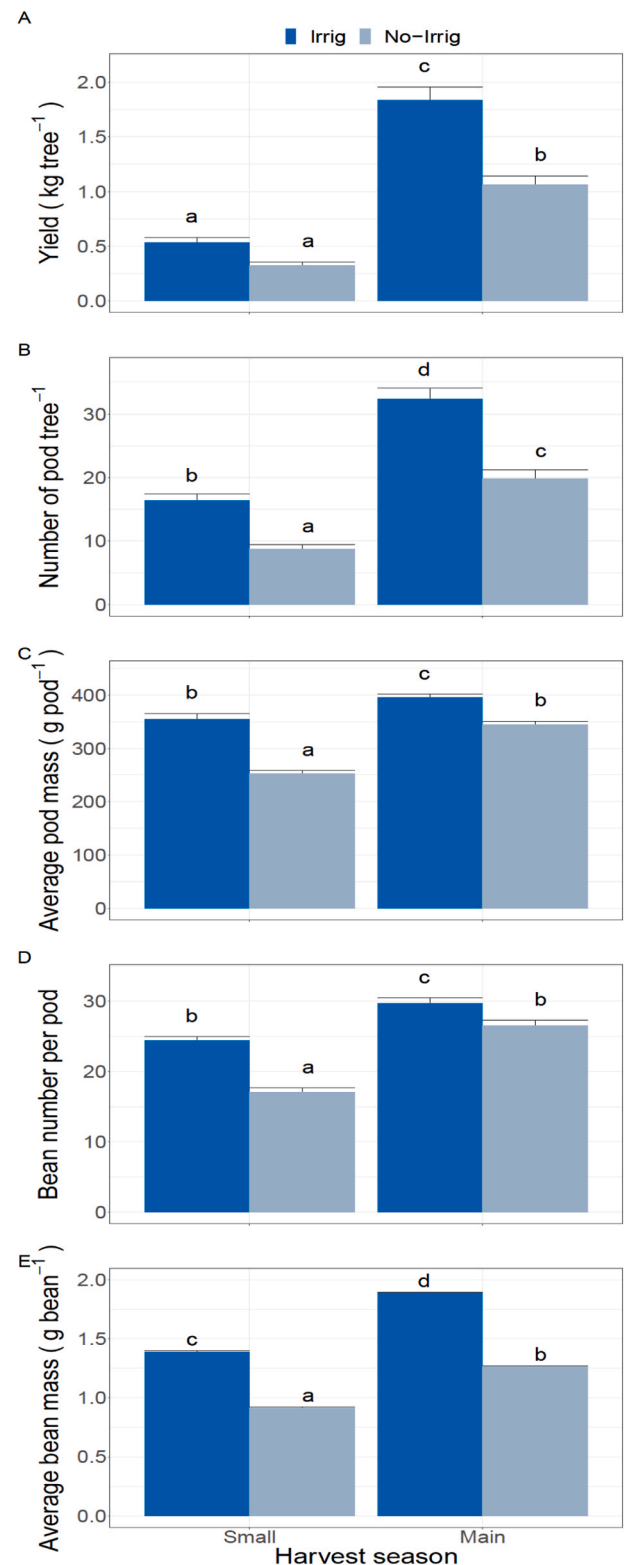 A
Irrig No−Irrig
Yield ( kg tree⁻¹ )
2.0
1.5
1.0
0.5
0.0
a
a
c
b
B
Number of pod tree⁻¹
30
20
10
0
b
a
d
c
C
Average pod mass ( g pod⁻¹ )
400
300
200
100
0
b
a
c
b
D
Bean number per pod
30
20
10
0
b
a
c
b
E
Average bean mass ( g bean⁻¹ )
2.0
1.5
1.0
0.5
0.0
c
a
d
b
Small Main
Harvest season